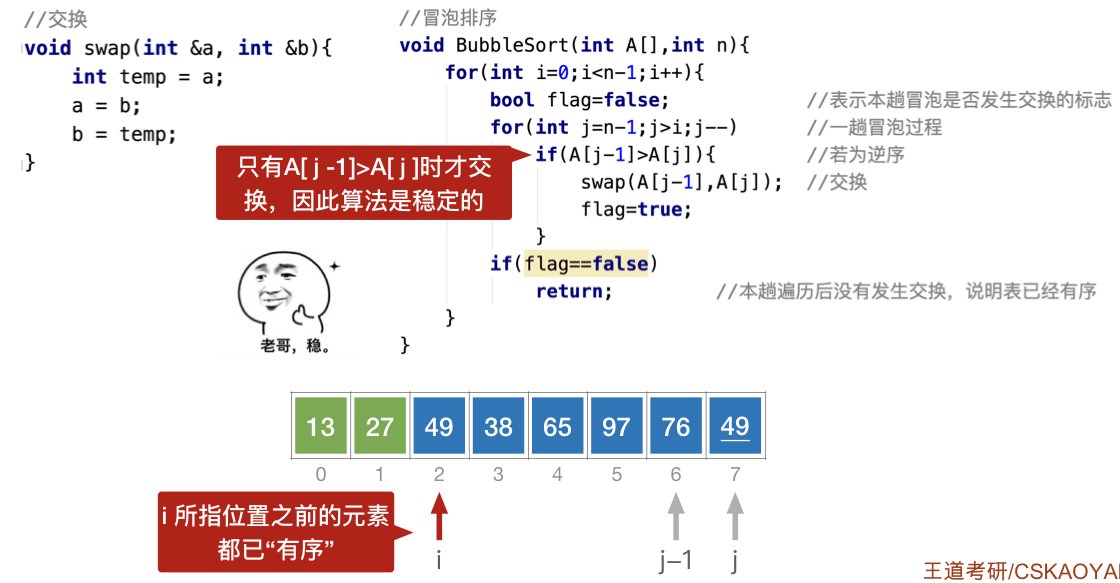 //交换
void swap(int &a, int &b){
    int temp = a;
    a = b;
    b = temp;
}
//冒泡排序
void BubbleSort(int A[],int n){
    for(int i=0;i<n-1;i++){
        bool flag=false;            //表示本趟冒泡是否发生交换的标志
        for(int j=n-1;j>i;j--)      //一趟冒泡过程
            if(A[j-1]>A[j]){        //若为逆序
                swap(A[j-1],A[j]);  //交换
                flag=true;
            }
        if(flag==false)
            return;         //本趟遍历后没有发生交换，说明表已经有序
    }
}
只有A[ j -1]>A[ j ]时才交
换，因此算法是稳定的
老哥，稳。
13 27 49 38 65 97 76 49
0 1 2 3 4 5 6 7
i 所指位置之前的元素
都已“有序”
i j-1 j
王道考研/CSKAOYA